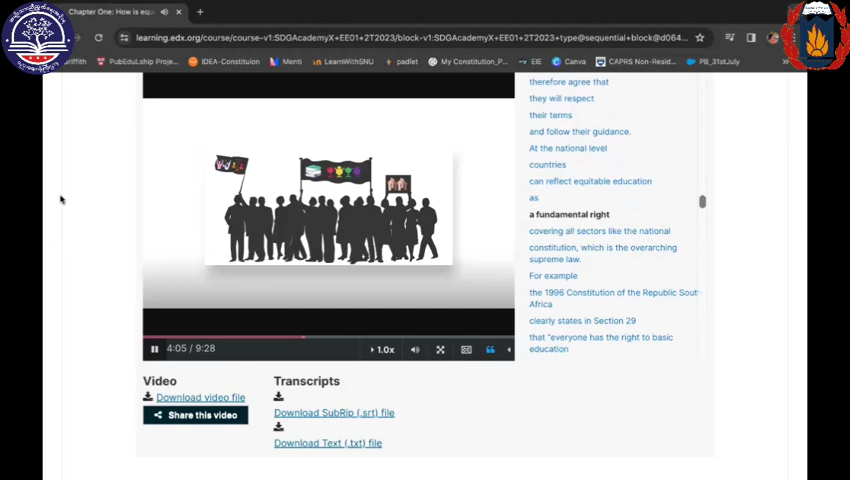 Chapter One: How is equi
learning.edx.org/course/course-v1:SDGAcademyX+EE01+2T2023/block-v1:SDGAcademyX+EE01+2T2023+type@sequential+block@d064...
riffith
PubEduLship Proje...
IDEA-Constituion
Menti
LearnWithSNU
padlet
My Constitution_P...
EIE
Canva
CAPRS Non-Resid...
PB_31stJuly
therefore agree that
they will respect
their terms
and follow their guidance.
At the national level
countries
can reflect equitable education
as
a fundamental right
covering all sectors like the national
constitution, which is the overarching
supreme law.
For example
the 1996 Constitution of the Republic South
Africa
clearly states in Section 29
that "everyone has the right to basic
education
4:05 / 9:28
1.0x
Video
Download video file
Share this video
Transcripts
Download SubRip (.srt) file
Download Text (.txt) file